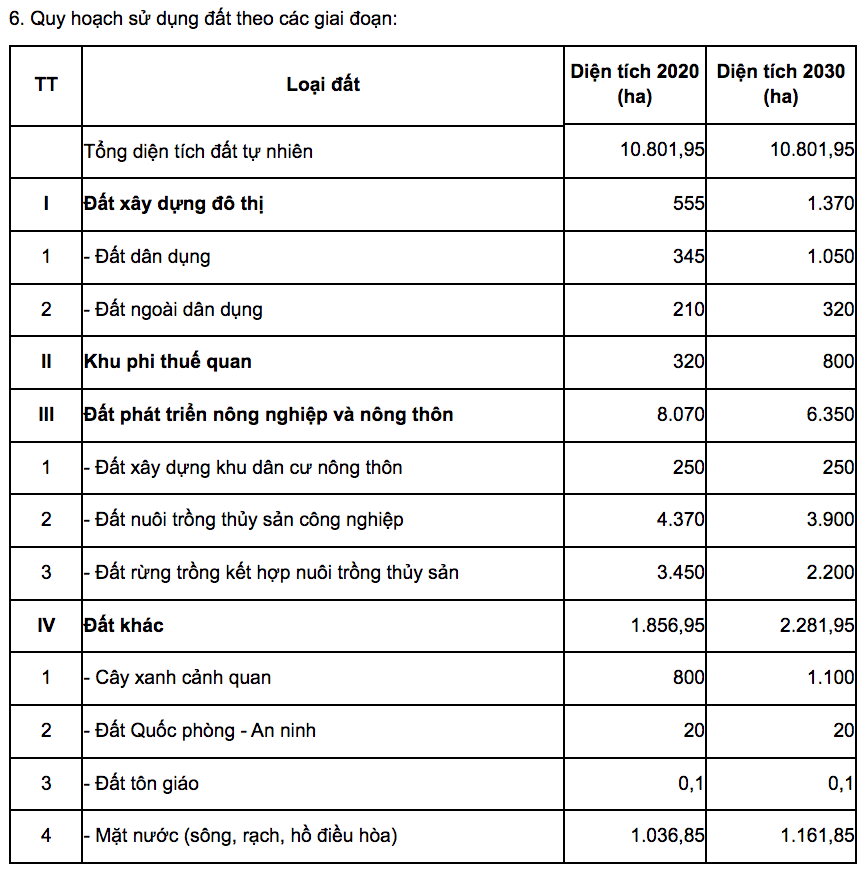 6. Quy hoạch sử dụng đất theo các giai đoạn:
TT Loại đất Diện tích 2020 (ha) Diện tích 2030 (ha)
Tổng diện tích đất tự nhiên 10.801,95 10.801,95
I Đất xây dựng đô thị 555 1.370
1 - Đất dân dụng 345 1.050
2 - Đất ngoài dân dụng 210 320
II Khu phi thuế quan 320 800
III Đất phát triển nông nghiệp và nông thôn 8.070 6.350
1 - Đất xây dựng khu dân cư nông thôn 250 250
2 - Đất nuôi trồng thủy sản công nghiệp 4.370 3.900
3 - Đất rừng trồng kết hợp nuôi trồng thủy sản 3.450 2.200
IV Đất khác 1.856,95 2.281,95
1 - Cây xanh cảnh quan 800 1.100
2 - Đất Quốc phòng - An ninh 20 20
3 - Đất tôn giáo 0,1 0,1
4 - Mặt nước (sông, rạch, hồ điều hòa) 1.036,85 1.161,85